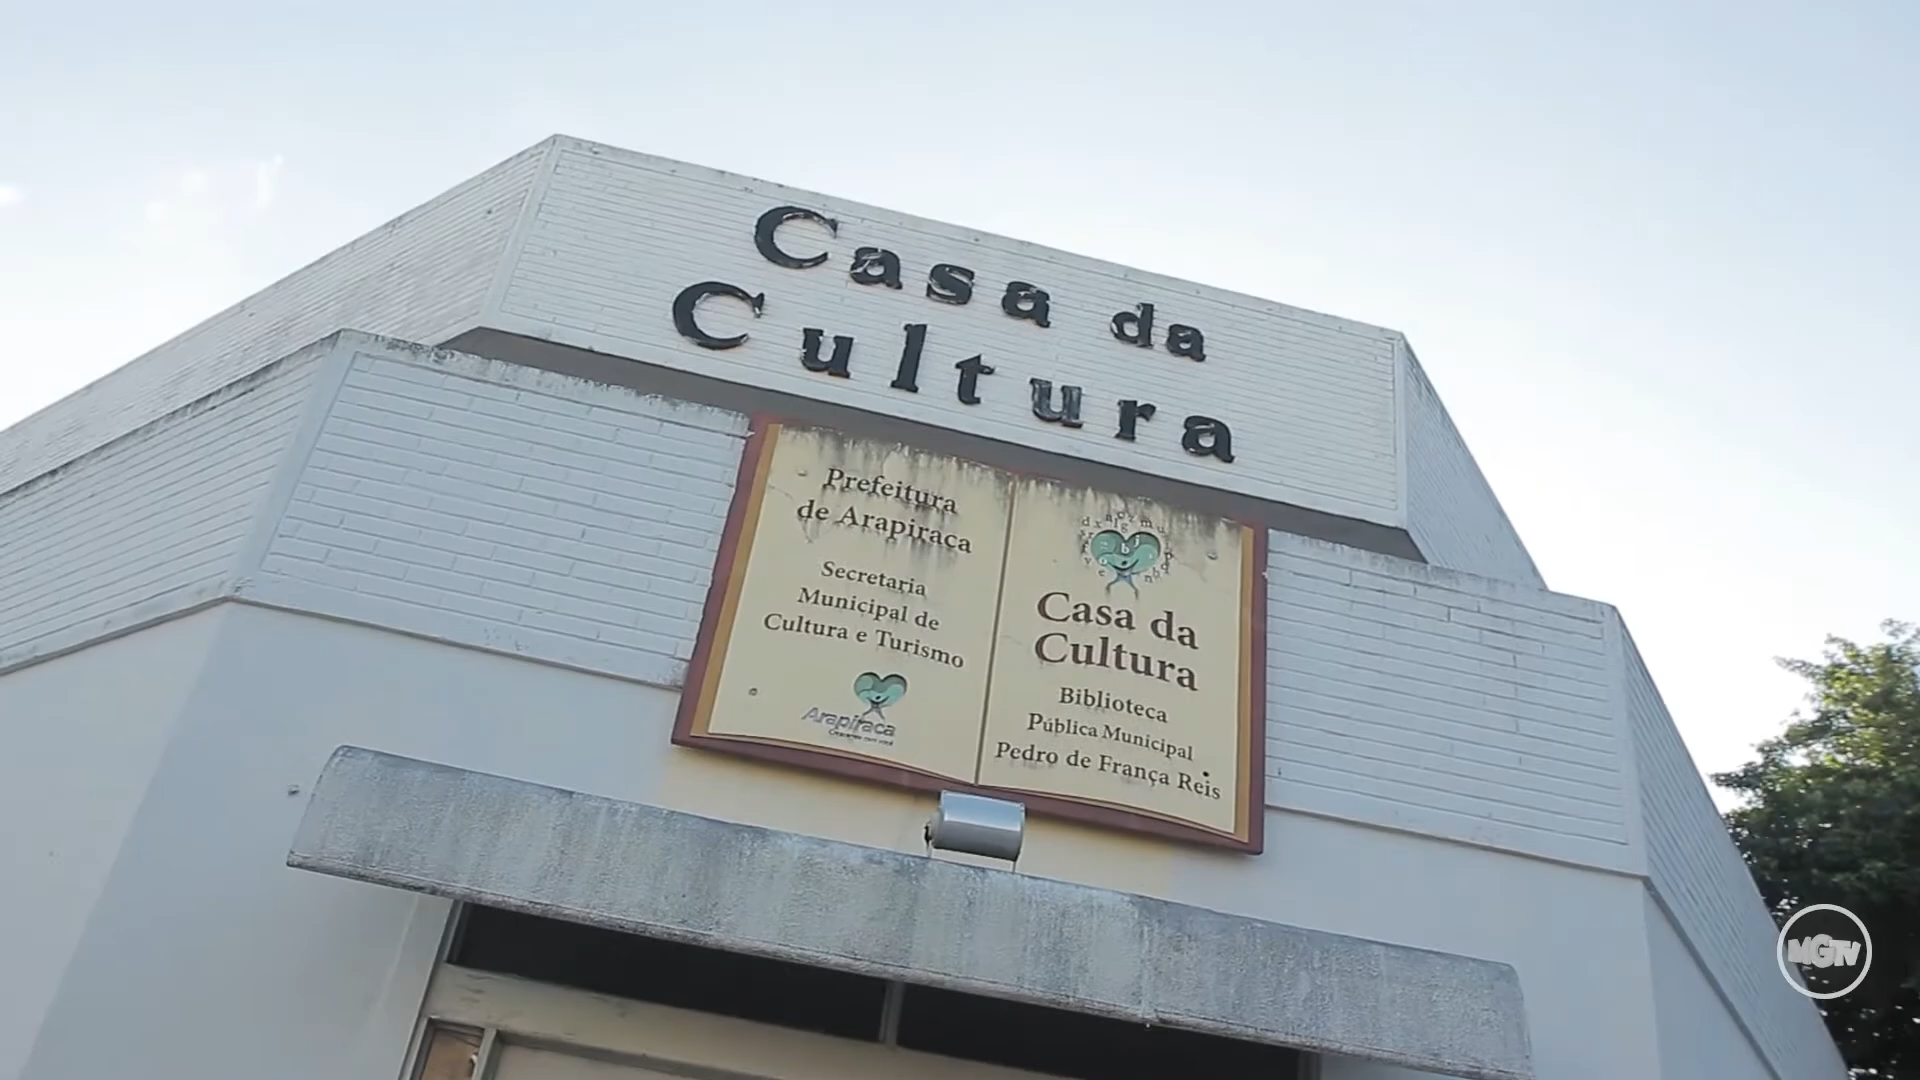 Casa da
Cultura
Prefeitura
de Arapiraca
Secretaria
Municipal de
Cultura e Turismo
Arapiraca
Casa da
Cultura
Biblioteca
Pública Municipal
Pedro de França Reis
MGTV